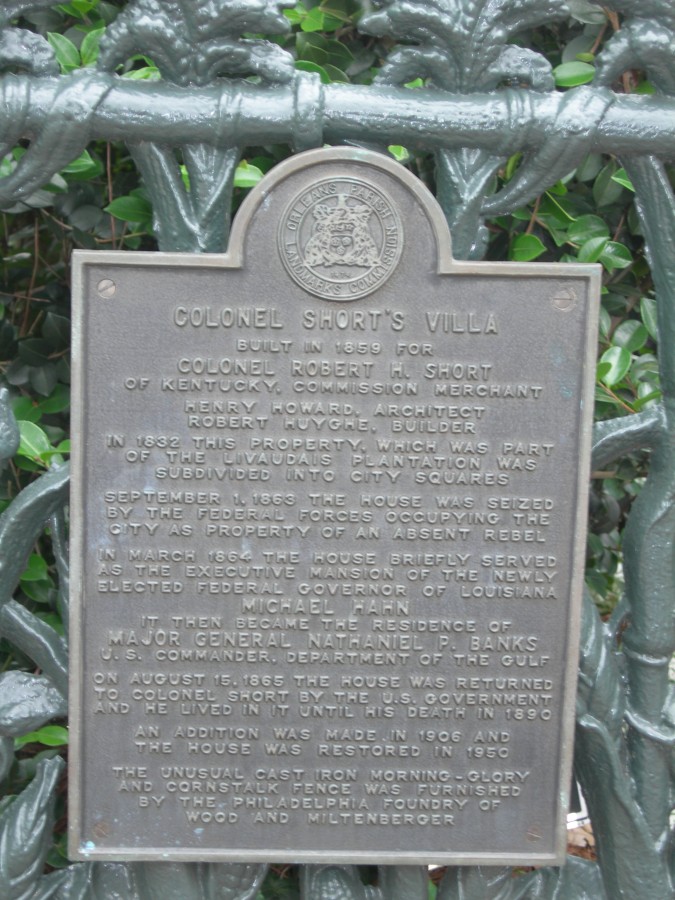 ORLEANS PARISH
LANDMARKS COMMISSION
COLONEL SHORT'S VILLA
BUILT IN 1859 FOR
COLONEL ROBERT H. SHORT
OF KENTUCKY, COMMISSION MERCHANT
HENRY HOWARD, ARCHITECT
ROBERT HUYGHE, BUILDER
IN 1832 THIS PROPERTY, WHICH WAS PART
OF THE LIVAUDAIS PLANTATION WAS
SUBDIVIDED INTO CITY SQUARES
SEPTEMBER 1, 1863 THE HOUSE WAS SEIZED
BY THE FEDERAL FORCES OCCUPYING THE
CITY AS PROPERTY OF AN ABSENT REBEL
IN MARCH 1864 THE HOUSE BRIEFLY SERVED
AS THE EXECUTIVE MANSION OF THE NEWLY
ELECTED FEDERAL GOVERNOR OF LOUISIANA
MICHAEL HAHN
IT THEN BECAME THE RESIDENCE OF
MAJOR GENERAL NATHANIEL P. BANKS
U.S. COMMANDER, DEPARTMENT OF THE GULF
ON AUGUST 15, 1865 THE HOUSE WAS RETURNED
TO COLONEL SHORT BY THE U.S. GOVERNMENT
AND HE LIVED IN IT UNTIL HIS DEATH IN 1890
AN ADDITION WAS MADE IN 1906 AND
THE HOUSE WAS RESTORED IN 1950
THE UNUSUAL CAST IRON MORNING-GLORY
AND CORNSTALK FENCE WAS FURNISHED
BY THE PHILADELPHIA FOUNDRY OF
WOOD AND MILTENBERGER